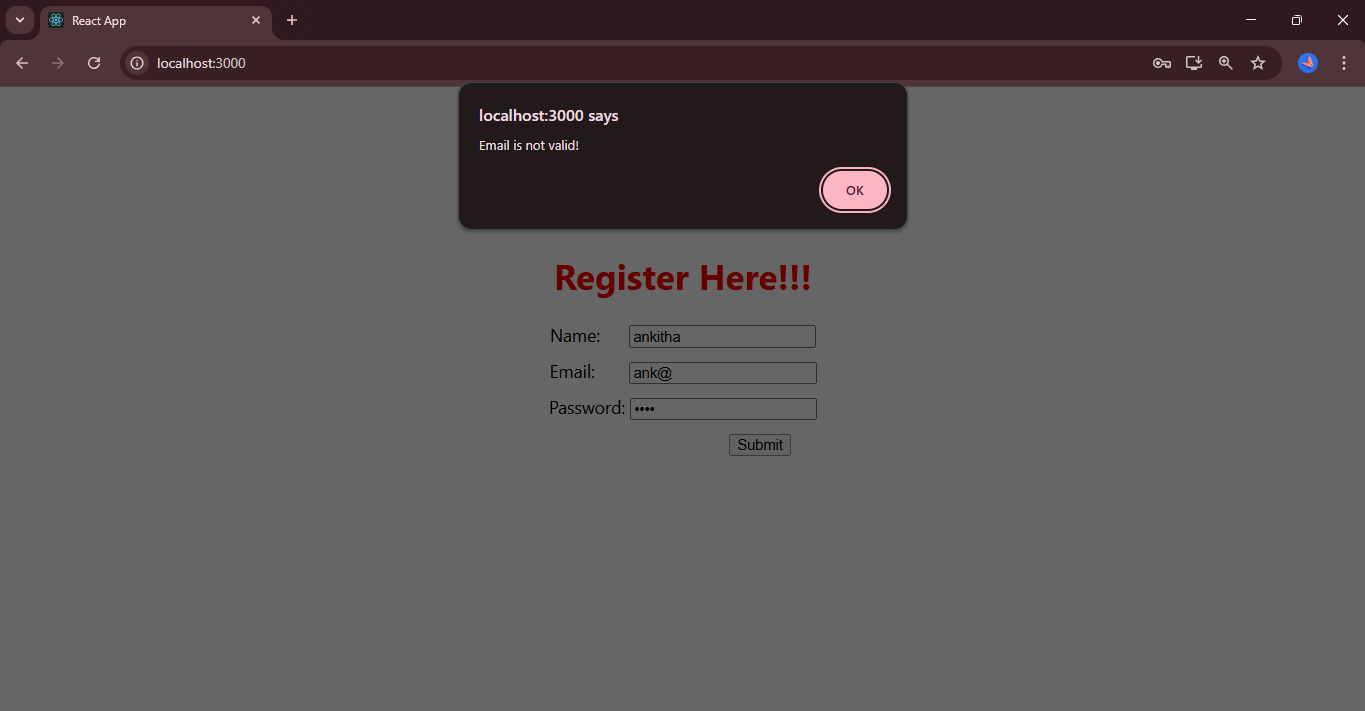 React App
localhost:3000
localhost:3000 says
Email is not valid!
OK
Register Here!!!
Name: ankitha
Email: ank@
Password: ••••
Submit